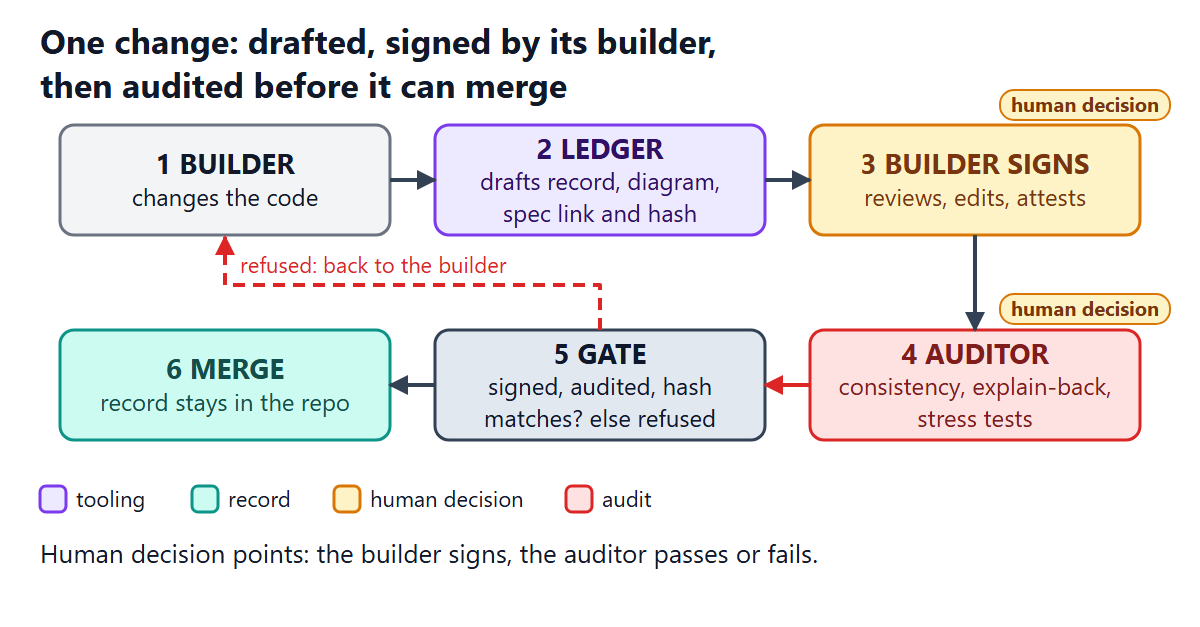 One change: drafted, signed by its builder,
then audited before it can merge
human decision
1 BUILDER
changes the code
2 LEDGER
drafts record, diagram,
spec link and hash
3 BUILDER SIGNS
reviews, edits, attests
refused: back to the builder
human decision
4 AUDITOR
consistency, explain-back,
stress tests
5 GATE
signed, audited, hash
matches? else refused
6 MERGE
record stays in the repo
tooling
record
human decision
audit
Human decision points: the builder signs, the auditor passes or fails.